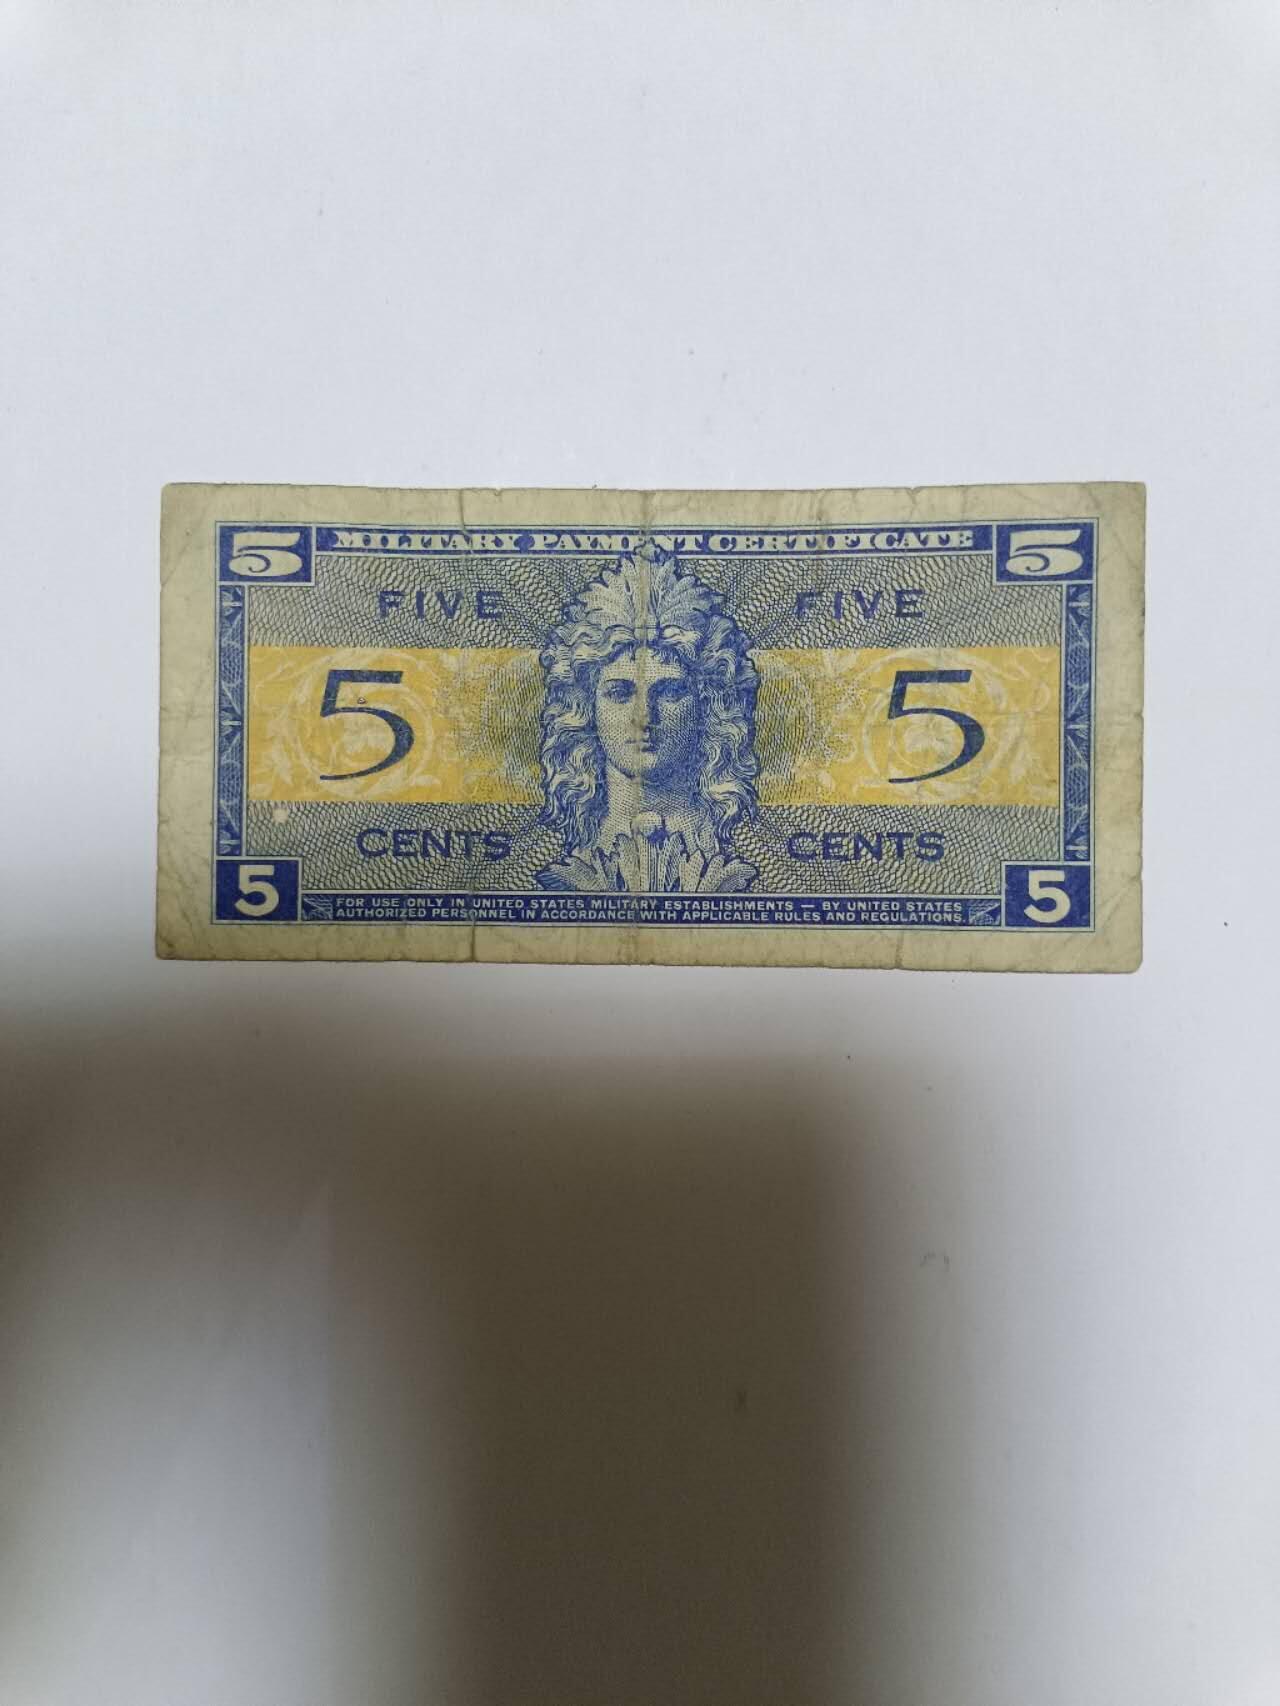 5 MILITARY PAYMENT CERTIFICATE 5
FIVE FIVE
5 5
CENTS CENTS
5 5
FOR USE ONLY IN UNITED STATES MILITARY ESTABLISHMENTS — BY UNITED STATES
AUTHORIZED PERSONNEL IN ACCORDANCE WITH APPLICABLE RULES AND REGULATIONS.